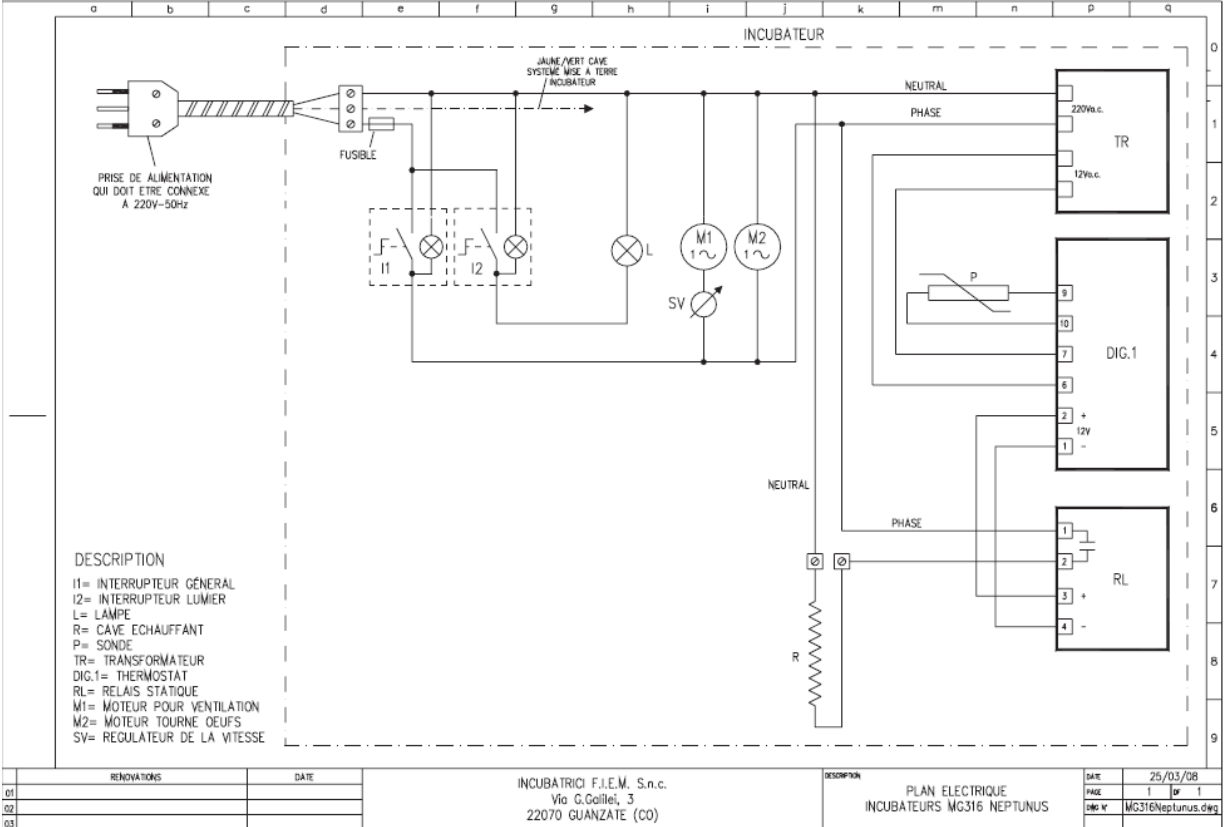 a b c d e f g h i j k m n p q
INCUBATEUR
0
JAUNE/VERT CAVE
SYSTEME MISE A TERRE
INCUBATEUR
NEUTRAL
220Va.c.
PHASE
1
TR
FUSIBLE
12Va.c.
PRISE DE ALIMENTATION
QUI DOIT ETRE CONNEXE
A 220V-50Hz
2
M1
1~
M2
1~
I1
I2
L
3
P
SV
9
10
7
DIG.1
4
6
2 +
12V
1 -
5
NEUTRAL
6
PHASE
1
2
RL
7
3 +
4 -
R
8
9
DESCRIPTION
I1= INTERRUPTEUR GÉNERAL
I2= INTERRUPTEUR LUMIER
L= LAMPE
R= CAVE ECHAUFFANT
P= SONDE
TR= TRANSFORMATEUR
DIG.1= THERMOSTAT
RL= RELAIS STATIQUE
M1= MOTEUR POUR VENTILATION
M2= MOTEUR TOURNE OEUFS
SV= REGULATEUR DE LA VITESSE
RENOVATIONS DATE
01
02
03
INCUBATRICI F.I.E.M. S.n.c.
Via G.Galilei, 3
22070 GUANZATE (CO)
DESCRIPTION
PLAN ELECTRIQUE
INCUBATEURS MG316 NEPTUNUS
DATE 25/03/08
PAGE 1 OF 1
DWG N° MG316Neptunus.dwg